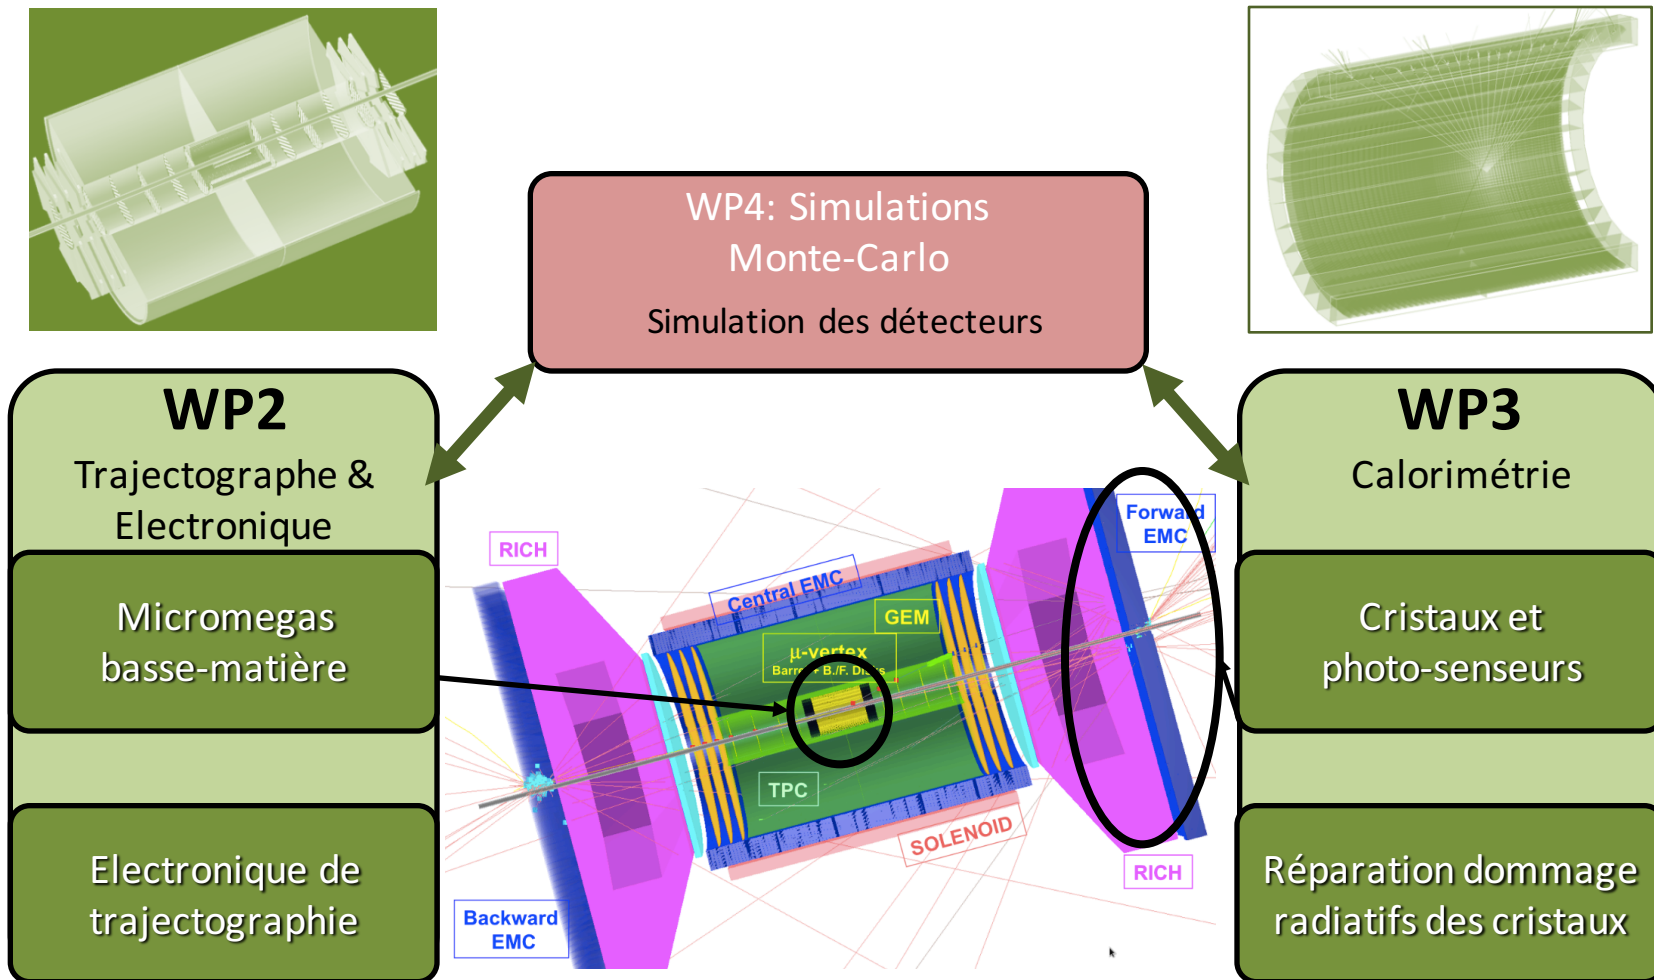 WP4: Simulations
Monte-Carlo
Simulation des détecteurs
WP2
Trajectographe &
Electronique
Micromegas
basse-matière
Electronique de
trajectographie
WP3
Calorimétrie
Cristaux et
photo-senseurs
Réparation dommage
radiatifs des cristaux
RICH
Central EMC
Forward
EMC
GEM
μ-vertex
Barrel + B./F. Disks
TPC
SOLENOID
RICH
Backward
EMC